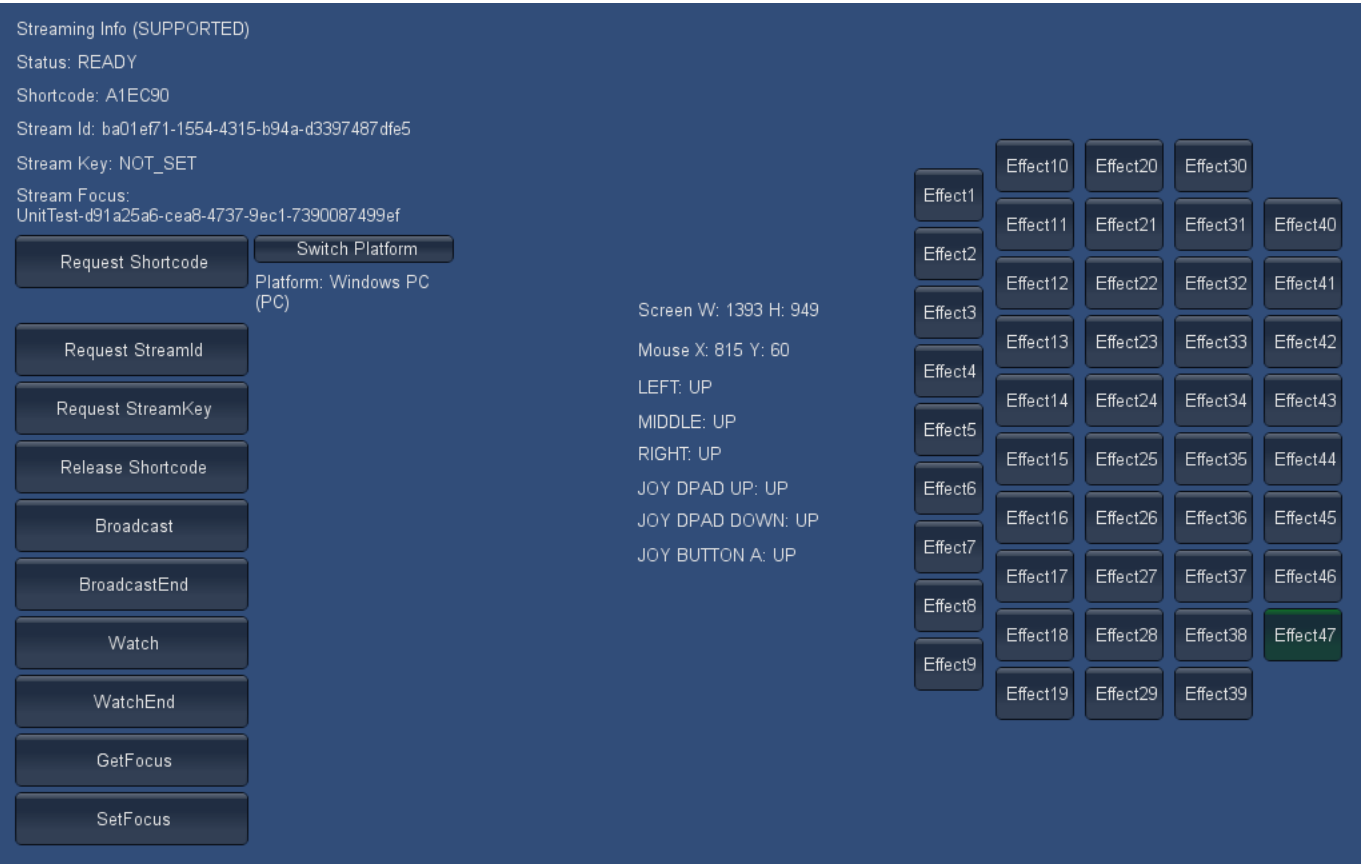 Streaming Info (SUPPORTED)
Status: READY
Shortcode: A1EC90
Stream Id: ba01ef71-1554-4315-b94a-d3397487dfe5
Stream Key: NOT_SET
Stream Focus:
UnitTest-d91a25a6-cea8-4737-9ec1-7390087499ef
Request Shortcode
Switch Platform
Platform: Windows PC
(PC)
Request StreamId
Request StreamKey
Release Shortcode
Broadcast
BroadcastEnd
Watch
WatchEnd
GetFocus
SetFocus
Screen W: 1393 H: 949
Mouse X: 815 Y: 60
LEFT: UP
MIDDLE: UP
RIGHT: UP
JOY DPAD UP: UP
JOY DPAD DOWN: UP
JOY BUTTON A: UP
Effect1
Effect2
Effect3
Effect4
Effect5
Effect6
Effect7
Effect8
Effect9
Effect10
Effect11
Effect12
Effect13
Effect14
Effect15
Effect16
Effect17
Effect18
Effect19
Effect20
Effect21
Effect22
Effect23
Effect24
Effect25
Effect26
Effect27
Effect28
Effect29
Effect30
Effect31
Effect32
Effect33
Effect34
Effect35
Effect36
Effect37
Effect38
Effect39
Effect40
Effect41
Effect42
Effect43
Effect44
Effect45
Effect46
Effect47